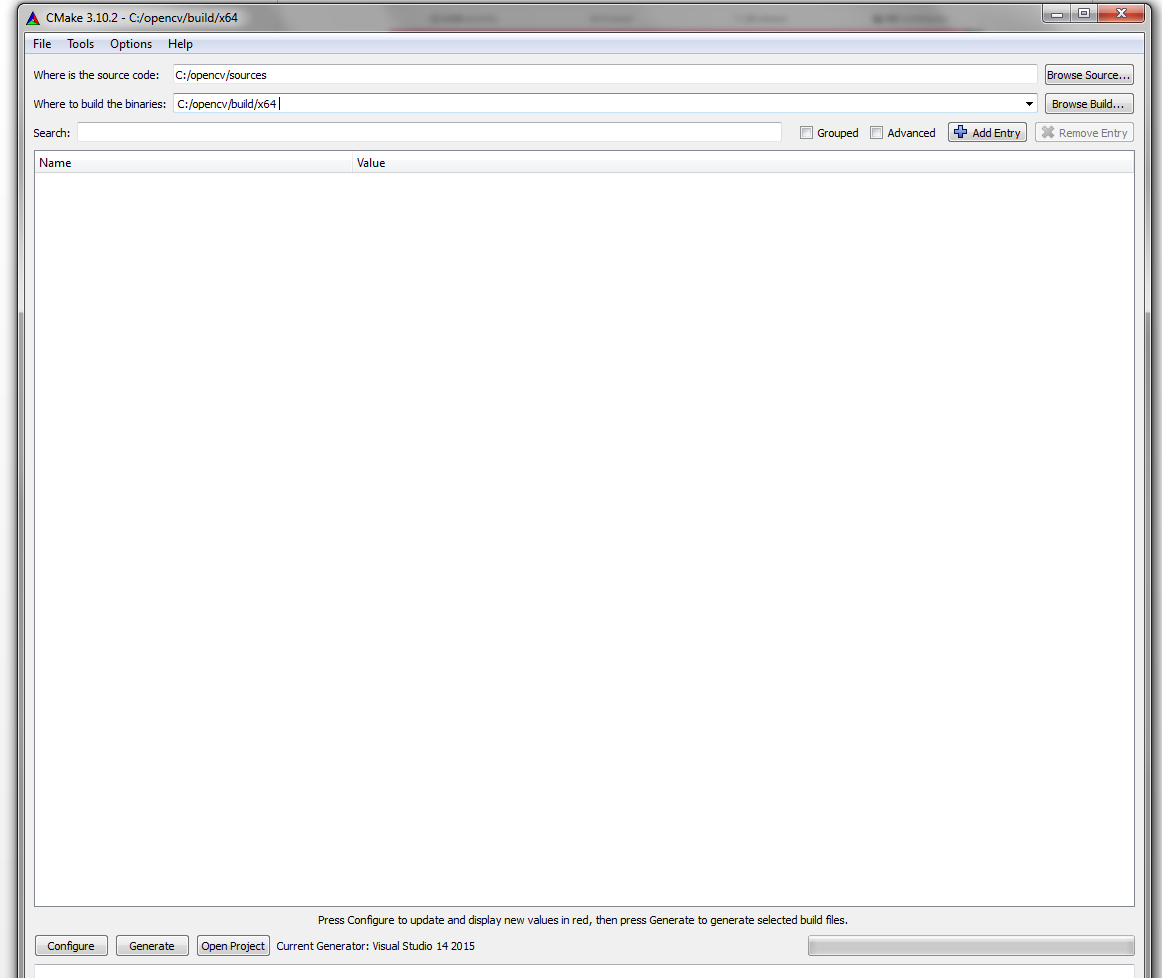 CMake 3.10.2 - C:/opencv/build/x64
File Tools Options Help
Where is the source code: C:/opencv/sources Browse Source...
Where to build the binaries: C:/opencv/build/x64 Browse Build...
Search: Grouped Advanced Add Entry Remove Entry
Name Value
Press Configure to update and display new values in red, then press Generate to generate selected build files.
Configure Generate Open Project Current Generator: Visual Studio 14 2015